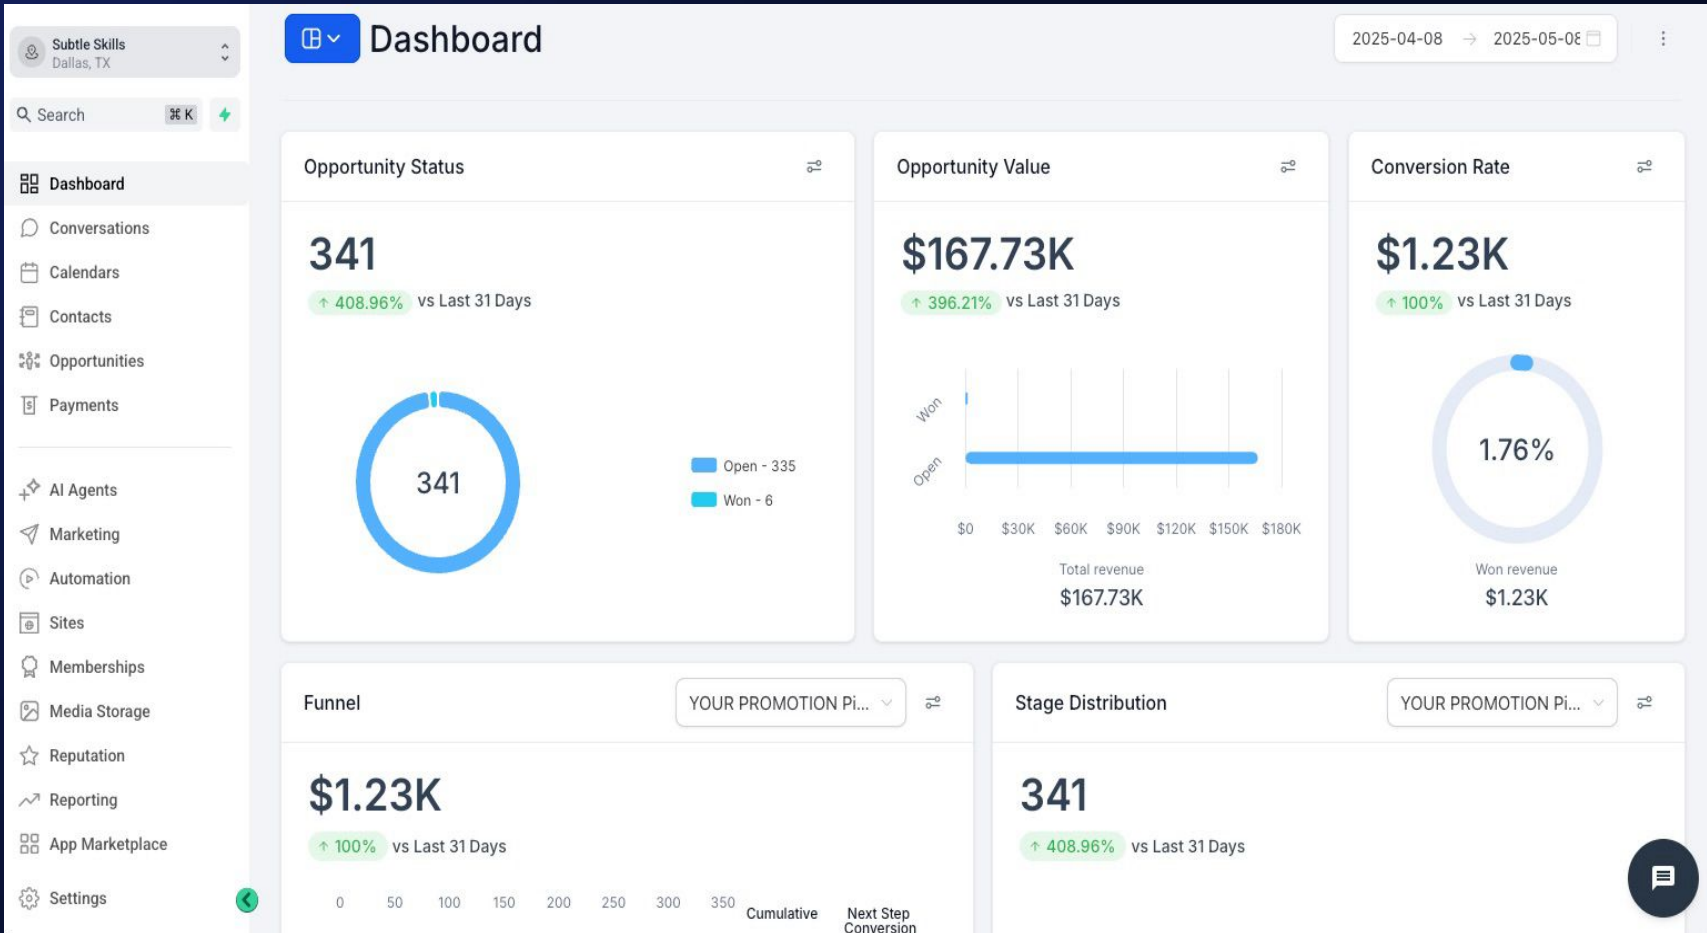 Subtle Skills
Dallas, TX
Search
⌘ K
Dashboard
Conversations
Calendars
Contacts
Opportunities
Payments
AI Agents
Marketing
Automation
Sites
Memberships
Media Storage
Reputation
Reporting
App Marketplace
Settings
Dashboard
2025-04-08 → 2025-05-08
Opportunity Status
341
↑ 408.96% vs Last 31 Days
341
Open - 335
Won - 6
Opportunity Value
$167.73K
↑ 396.21% vs Last 31 Days
Won
Open
$0 $30K $60K $90K $120K $150K $180K
Total revenue
$167.73K
Conversion Rate
$1.23K
↑ 100% vs Last 31 Days
1.76%
Won revenue
$1.23K
Funnel
YOUR PROMOTION Pi...
$1.23K
↑ 100% vs Last 31 Days
0 50 100 150 200 250 300 350
Cumulative
Next Step
Conversion
Stage Distribution
YOUR PROMOTION Pi...
341
↑ 408.96% vs Last 31 Days